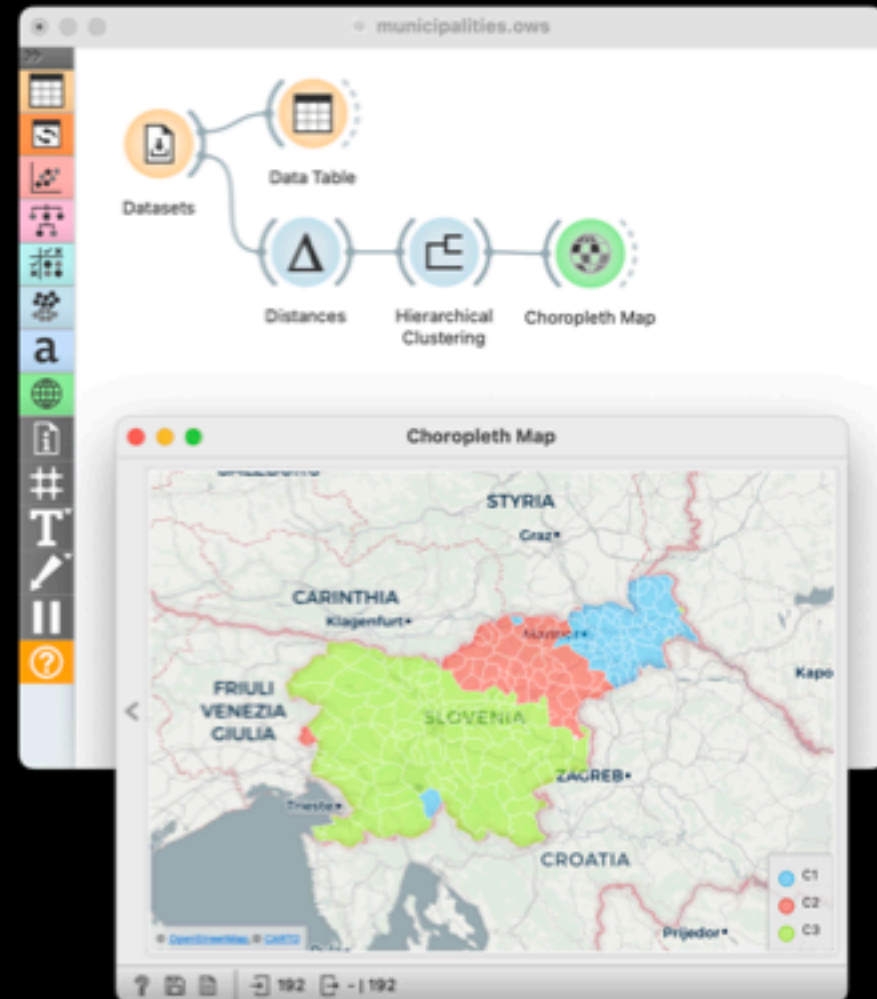 municipalities.ows
Datasets
Data Table
Distances
Hierarchical
Clustering
Choropleth Map
a
T
?
Choropleth Map
STYRIA
Graz
CARINTHIA
Klagenfurt
FRIULI
VENEZIA
GIULIA
SLOVENIA
Kapo
ZAGREB
Trieste
CROATIA
Prijedor
C1
C2
C3
© OpenStreetMap, © CARTO
? 192 - | 192